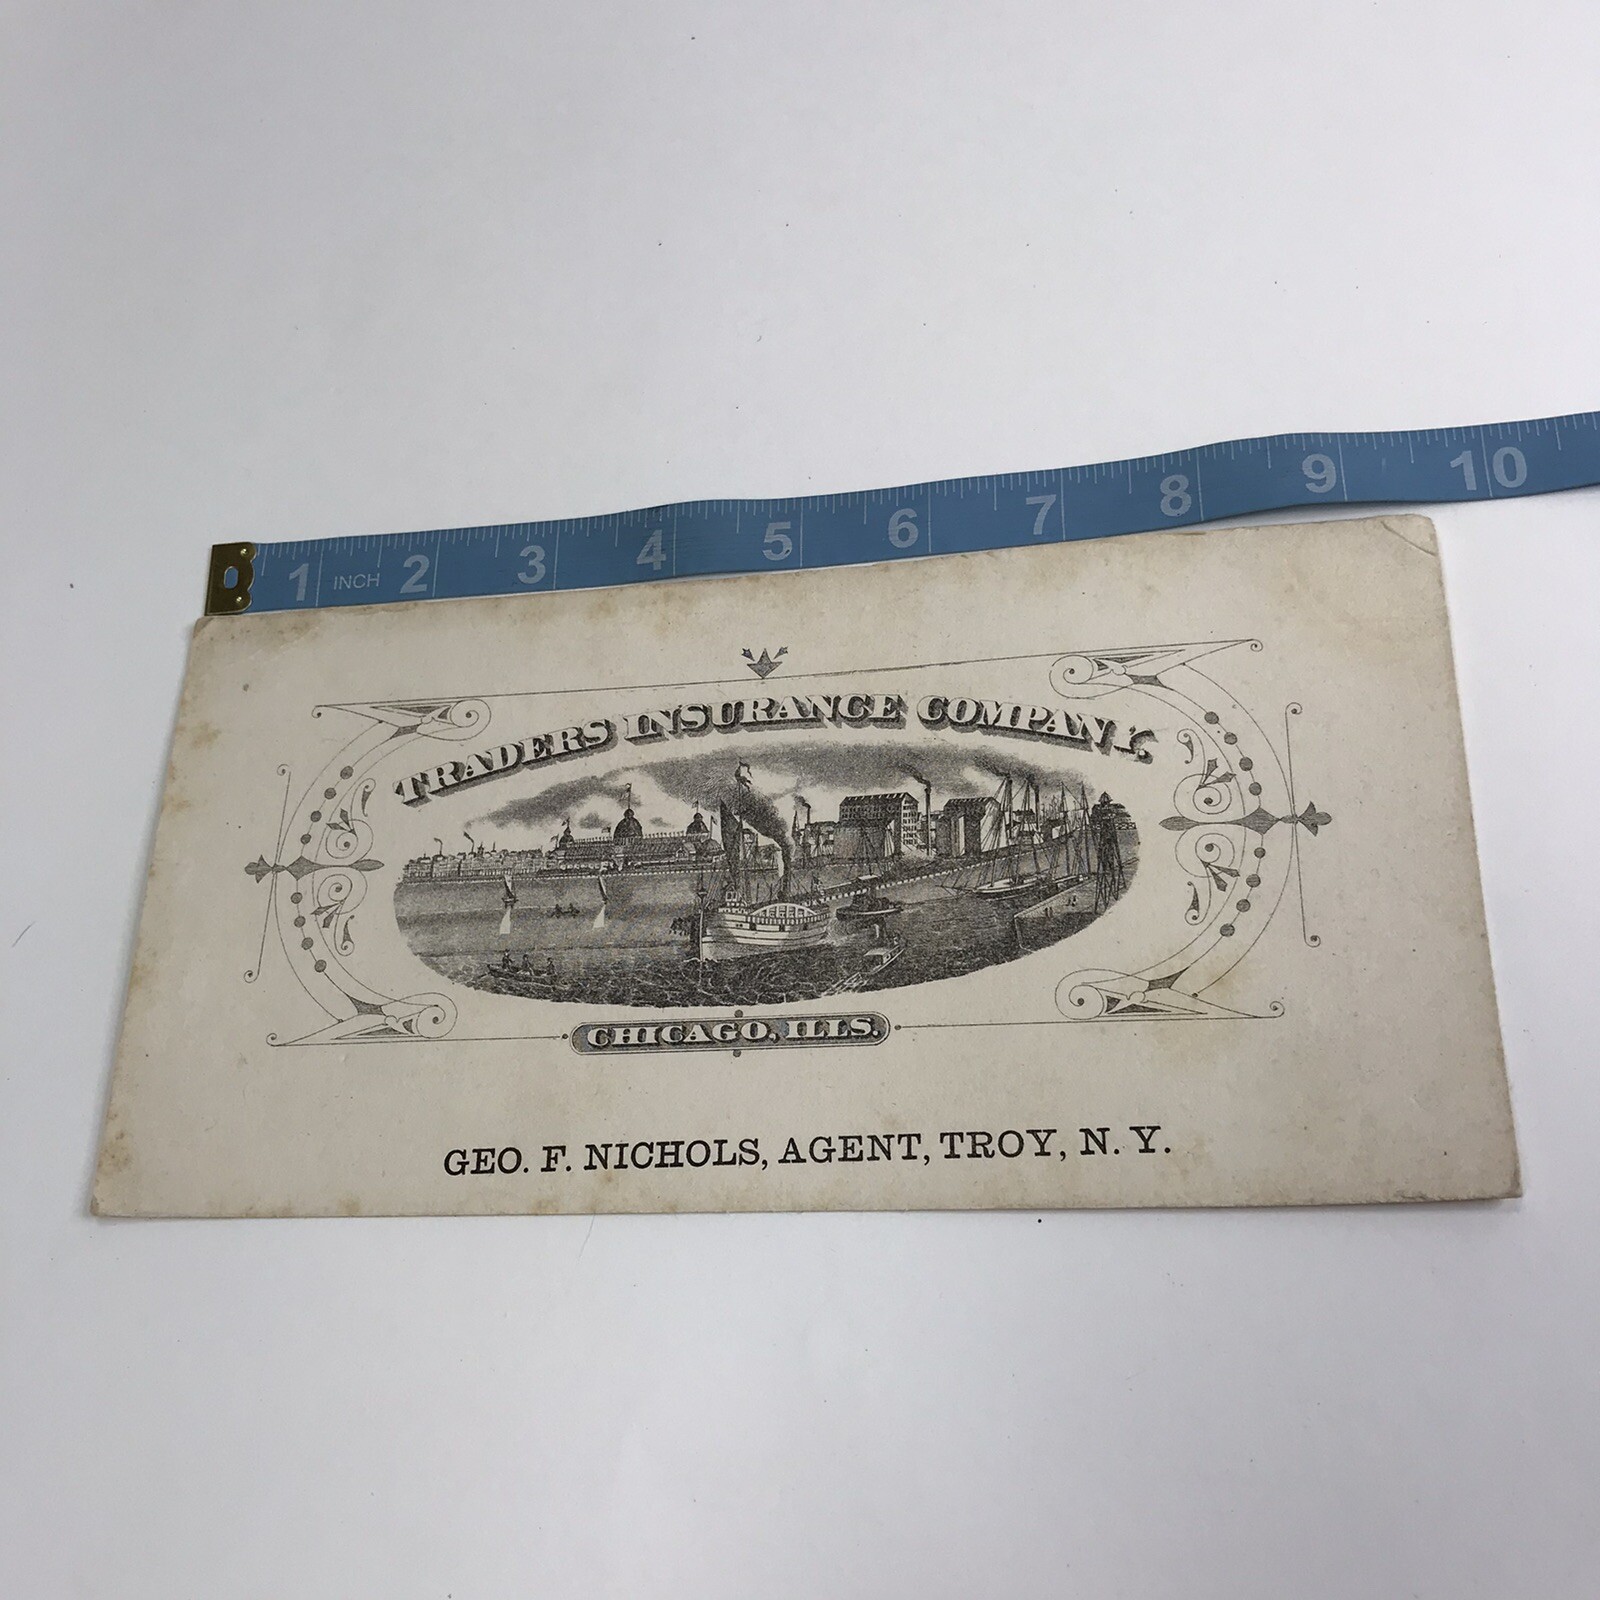 1 INCH 2 3 4 5 6 7 8 9 10
TRADERS INSURANCE COMPANY.
CHICAGO, ILLS.
GEO. F. NICHOLS, AGENT, TROY, N. Y.